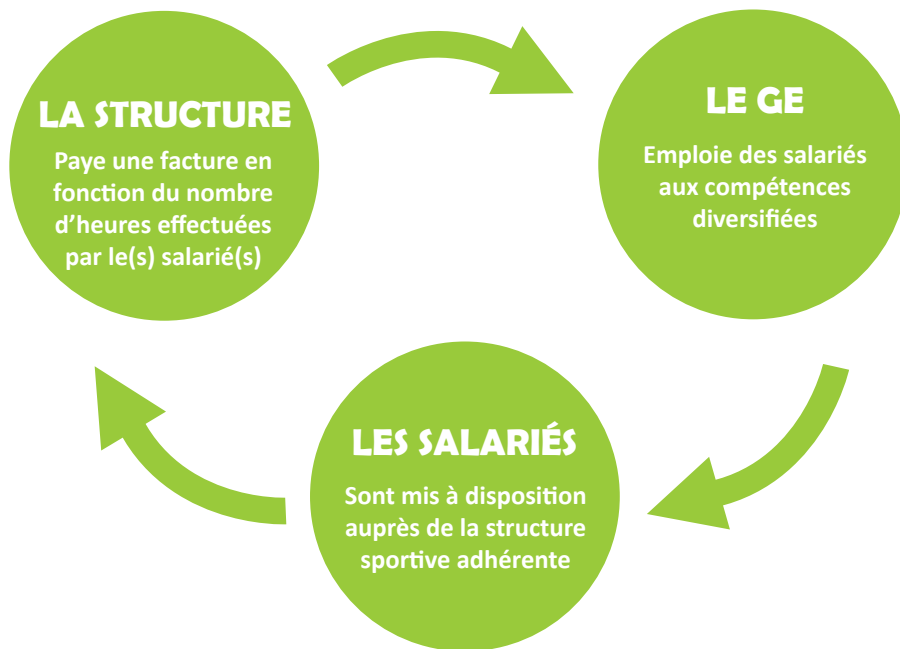 LA STRUCTURE
Paye une facture en
fonction du nombre
d’heures effectuées
par le(s) salarié(s)
LE GE
Emploie des salariés
aux compétences
diversifiées
LES SALARIÉS
Sont mis à disposition
auprès de la structure
sportive adhérente